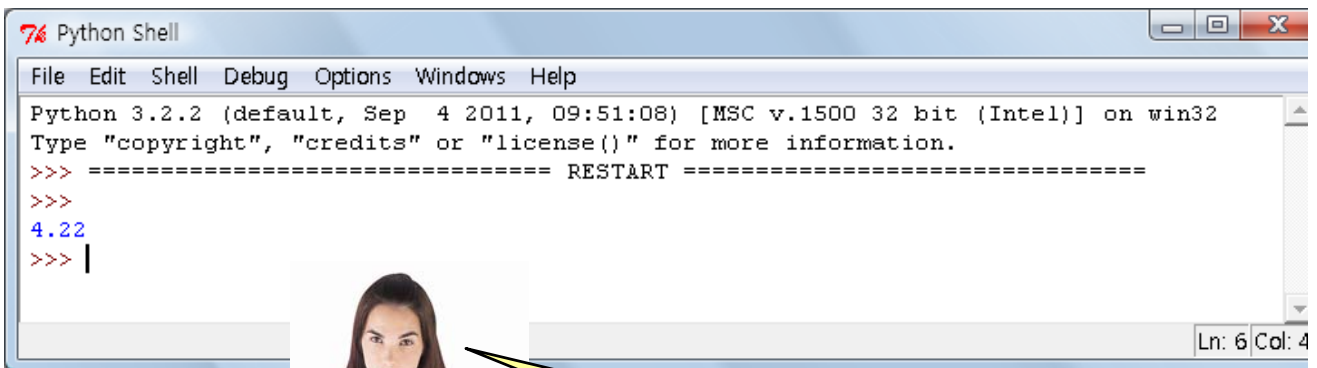 Python Shell
File Edit Shell Debug Options Windows Help
Python 3.2.2 (default, Sep  4 2011, 09:51:08) [MSC v.1500 32 bit (Intel)] on win32
Type "copyright", "credits" or "license()" for more information.
>>> ================================ RESTART ================================
>>>
4.22
>>>
Ln: 6 Col: 4